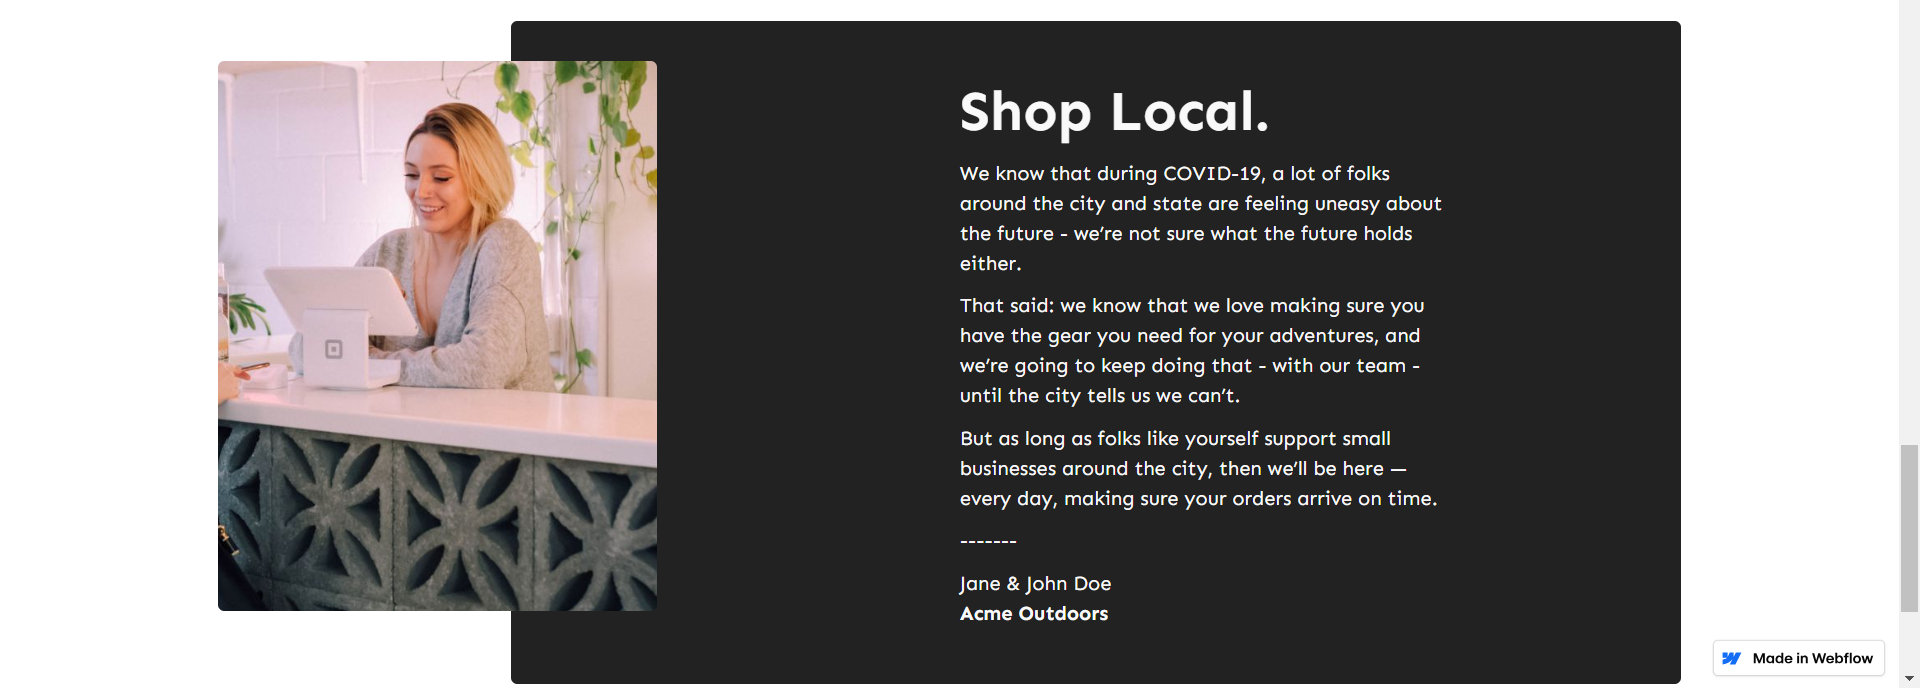 Shop Local.
We know that during COVID-19, a lot of folks
around the city and state are feeling uneasy about
the future - we’re not sure what the future holds
either.
That said: we know that we love making sure you
have the gear you need for your adventures, and
we’re going to keep doing that - with our team -
until the city tells us we can’t.
But as long as folks like yourself support small
businesses around the city, then we’ll be here —
every day, making sure your orders arrive on time.
-------
Jane & John Doe
Acme Outdoors
Made in Webflow